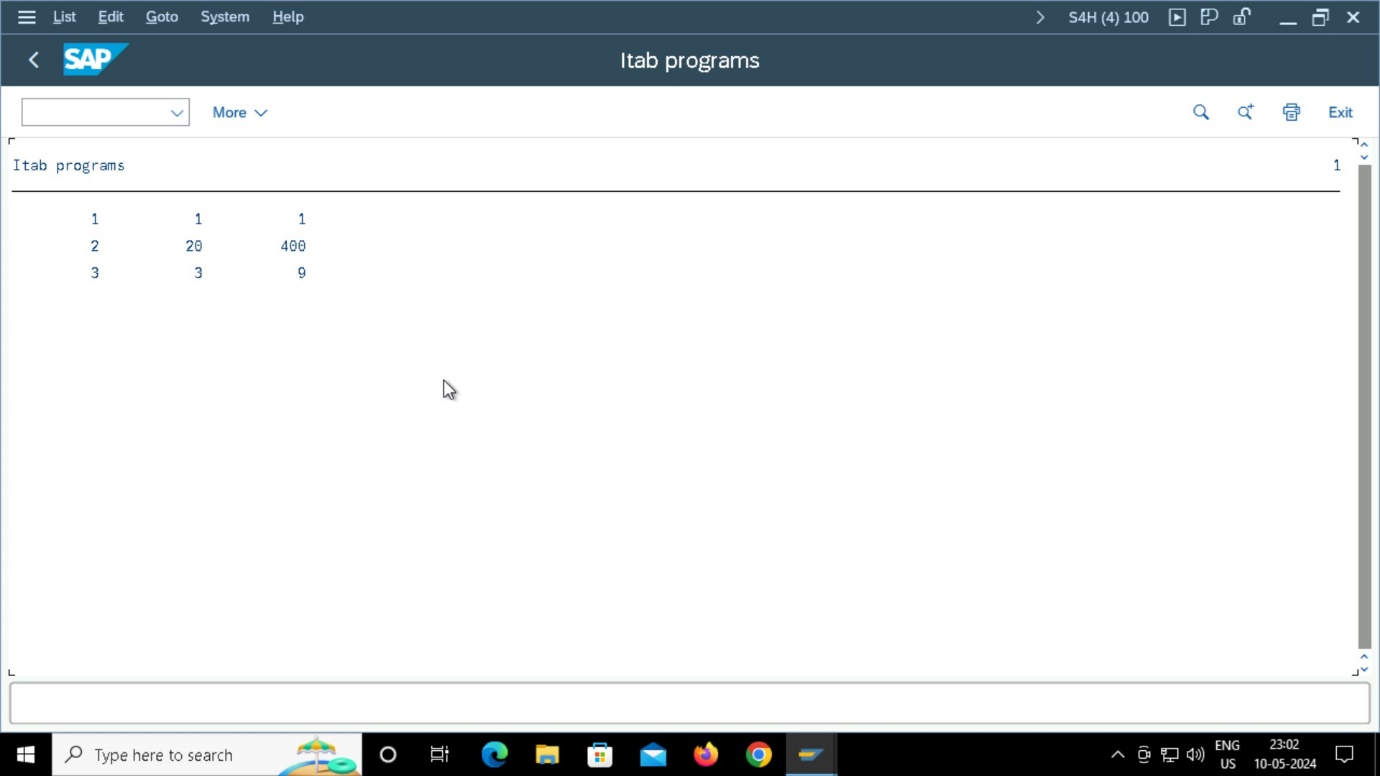 List Edit Goto System Help S4H (4) 100
SAP Itab programs
More Exit
Itab programs 1
1 1 1
2 20 400
3 3 9
Type here to search ENG 23:02
US 10-05-2024